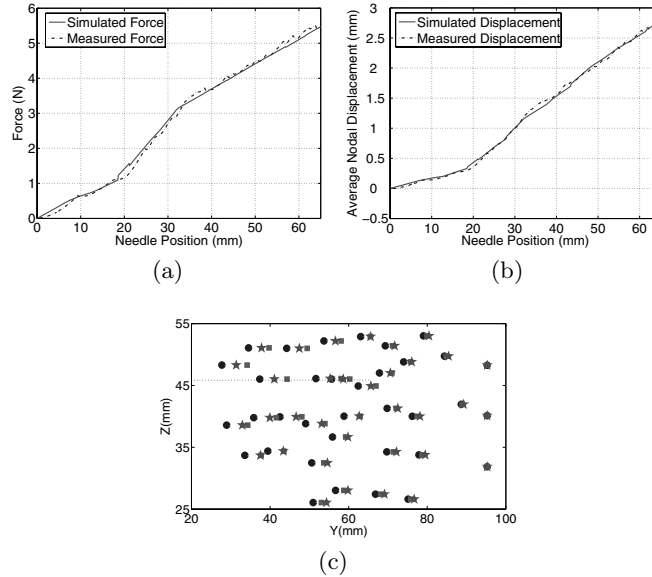 6
5
4
3
2
1
0
Force (N)
Simulated Force
Measured Force
0 10 20 30 40 50 60
Needle Position (mm)
(a)
3
2.5
2
1.5
1
0.5
0
−0.5
Average Nodal Displacement (mm)
Simulated Displacement
Measured Displacement
0 10 20 30 40 50 60
Needle Position (mm)
(b)
55
45
35
25
Z(mm)
20 40 60 80 100
Y(mm)
(c)